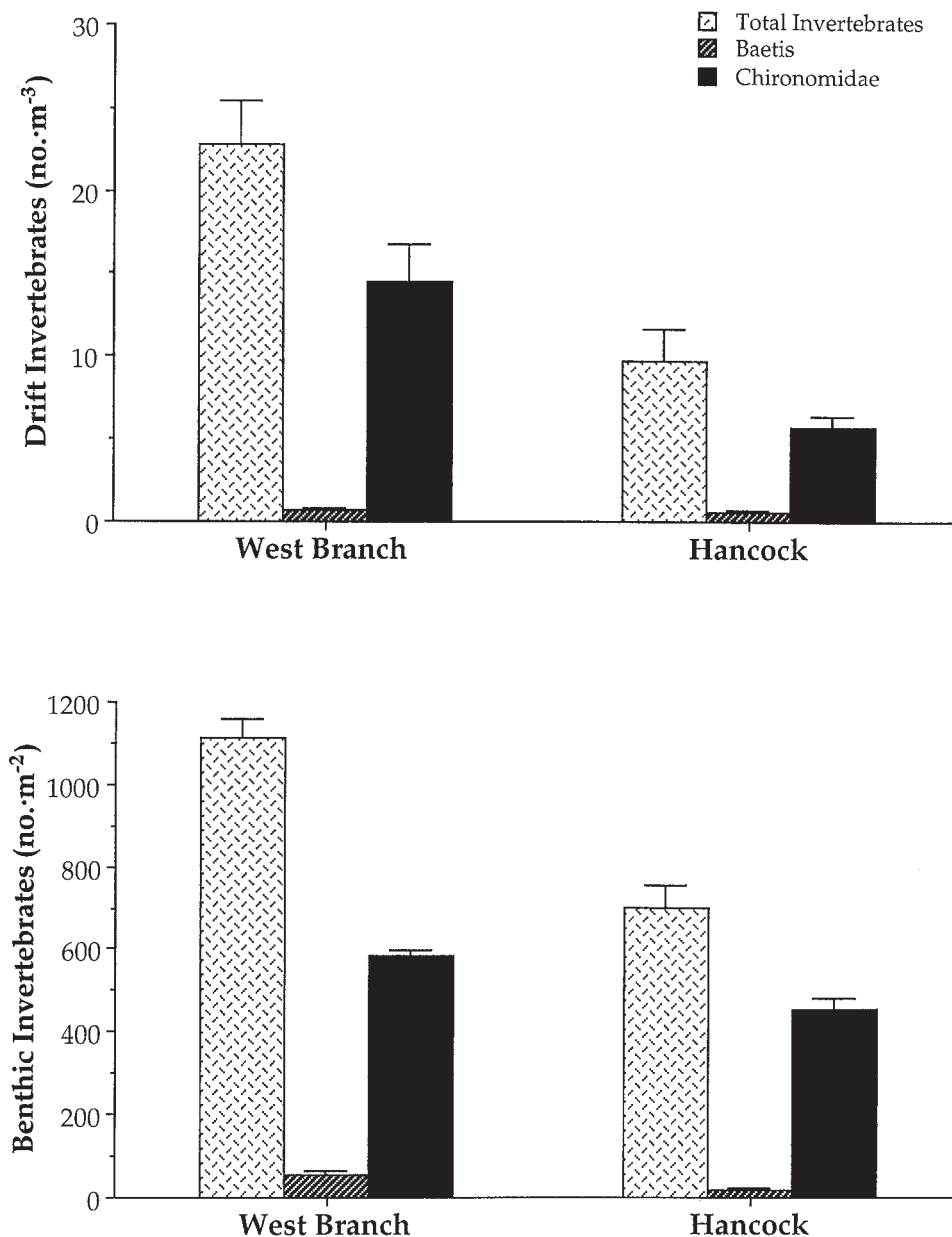 Total Invertebrates
Baetis
Chironomidae
Drift Invertebrates (no.·m-3)
30
20
10
0
West Branch
Hancock
Benthic Invertebrates (no.·m-2)
1200
1000
800
600
400
200
0
West Branch
Hancock